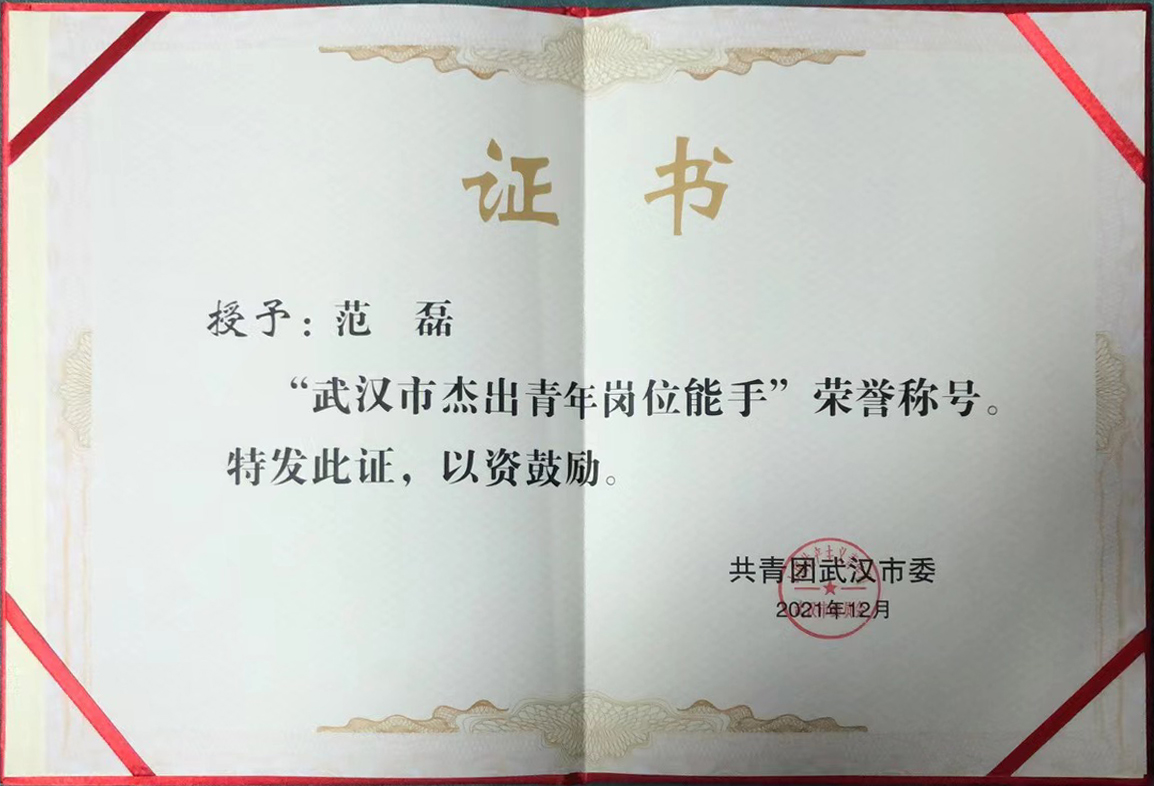 证 书
授予：范 磊
“武汉市杰出青年岗位能手”荣誉称号。
特发此证，以资鼓励。
共青团武汉市委
2021年12月